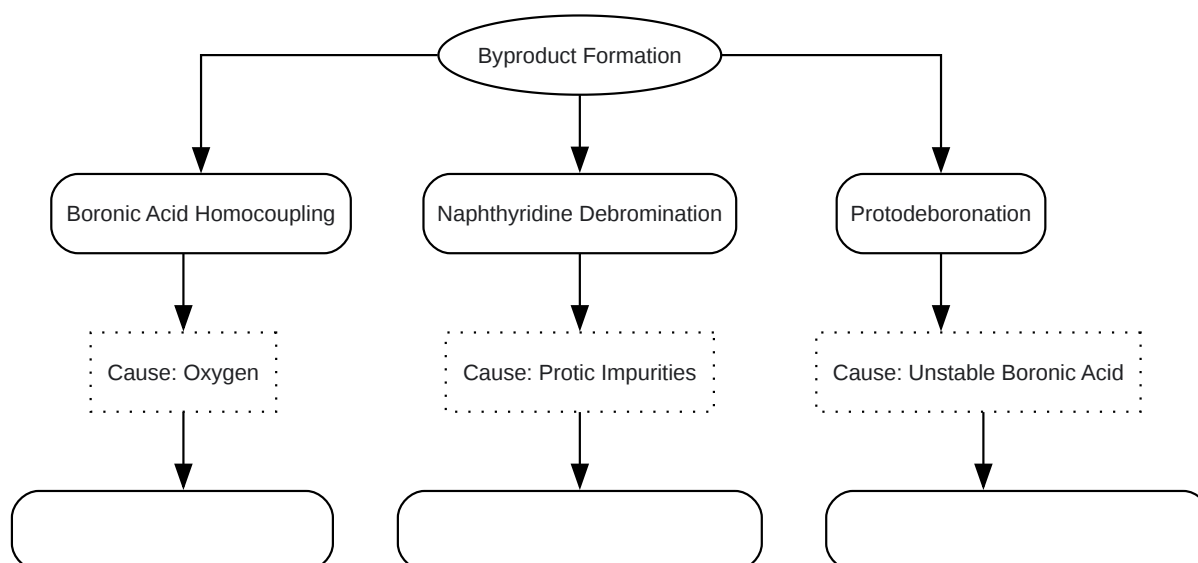 Byproduct Formation
Boronic Acid Homocoupling
Naphthyridine Debromination
Protodeboronation
Cause: Oxygen
Cause: Protic Impurities
Cause: Unstable Boronic Acid